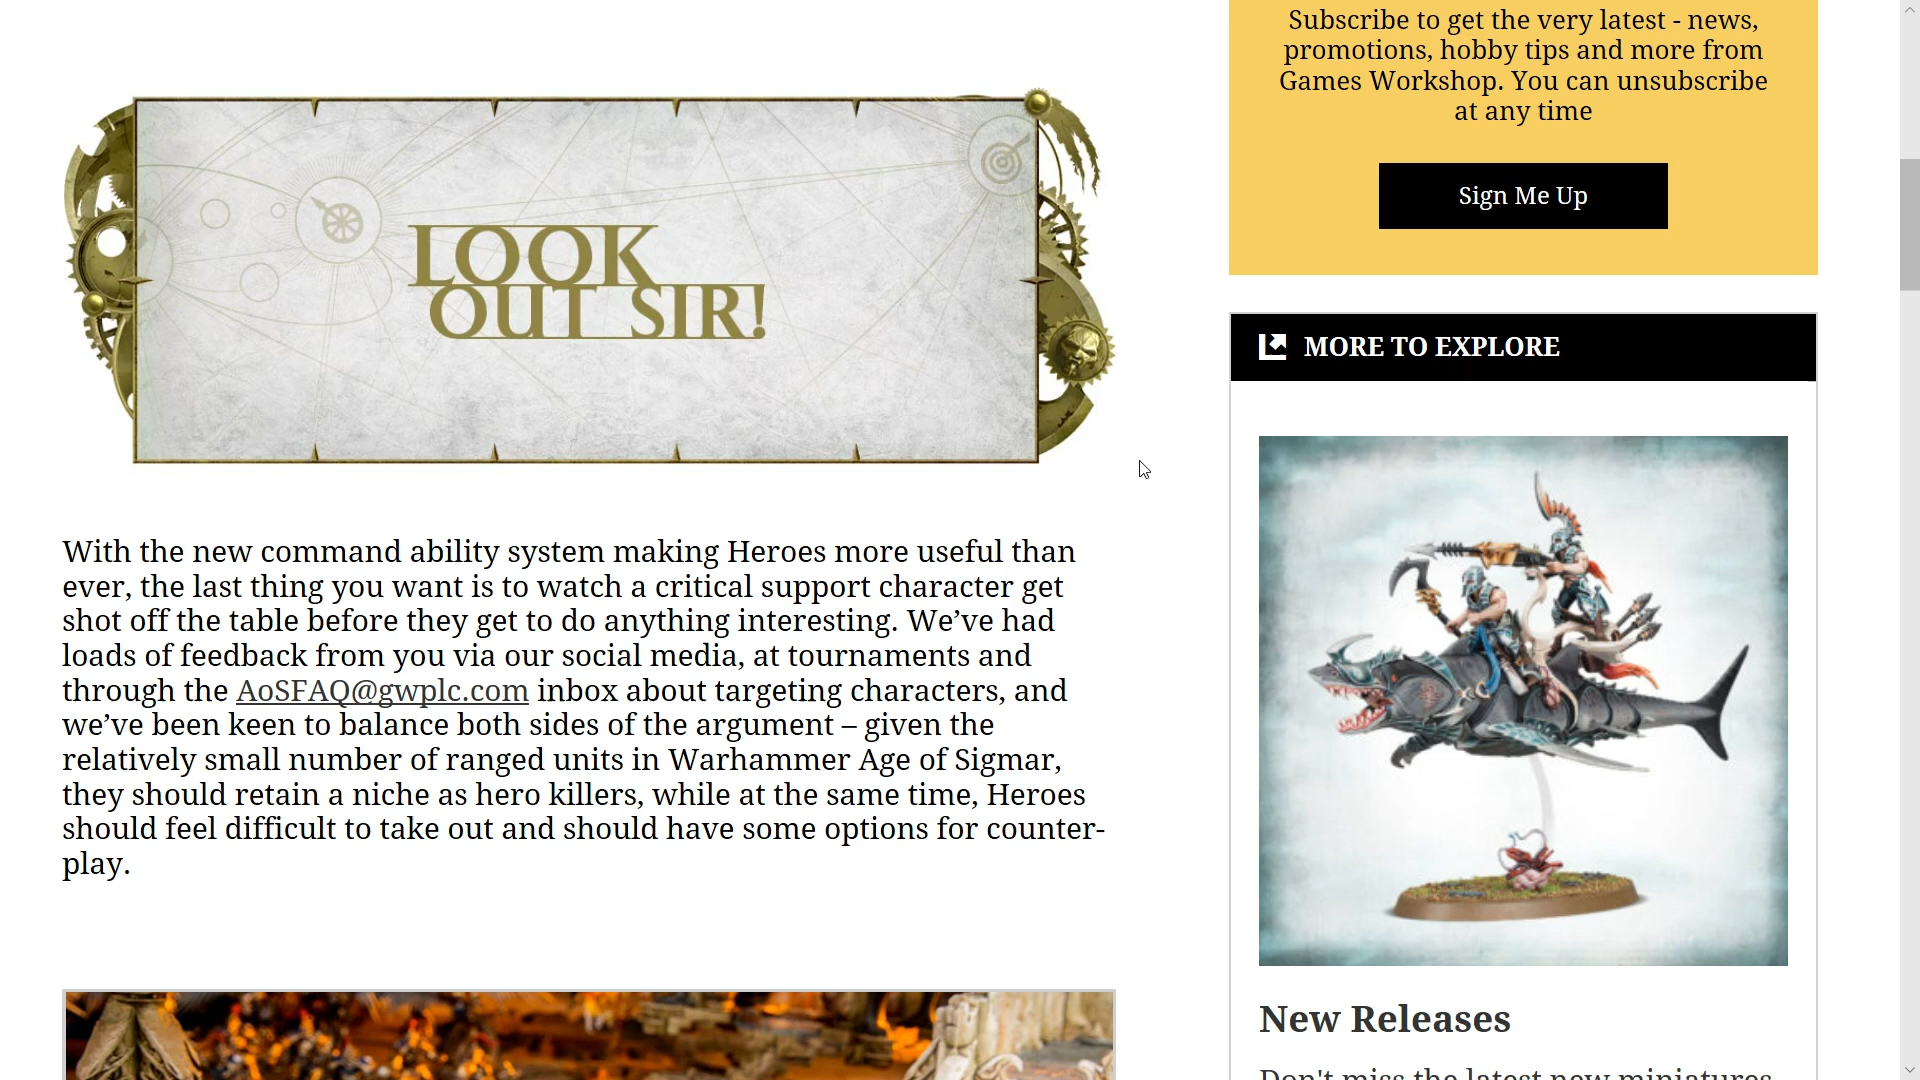 LOOK
OUT SIR!
With the new command ability system making Heroes more useful than
ever, the last thing you want is to watch a critical support character get
shot off the table before they get to do anything interesting. We’ve had
loads of feedback from you via our social media, at tournaments and
through the AoSFAQ@gwplc.com inbox about targeting characters, and
we’ve been keen to balance both sides of the argument – given the
relatively small number of ranged units in Warhammer Age of Sigmar,
they should retain a niche as hero killers, while at the same time, Heroes
should feel difficult to take out and should have some options for counter-
play.
Subscribe to get the very latest - news,
promotions, hobby tips and more from
Games Workshop. You can unsubscribe
at any time
Sign Me Up
MORE TO EXPLORE
New Releases
Don't miss the latest new miniatures